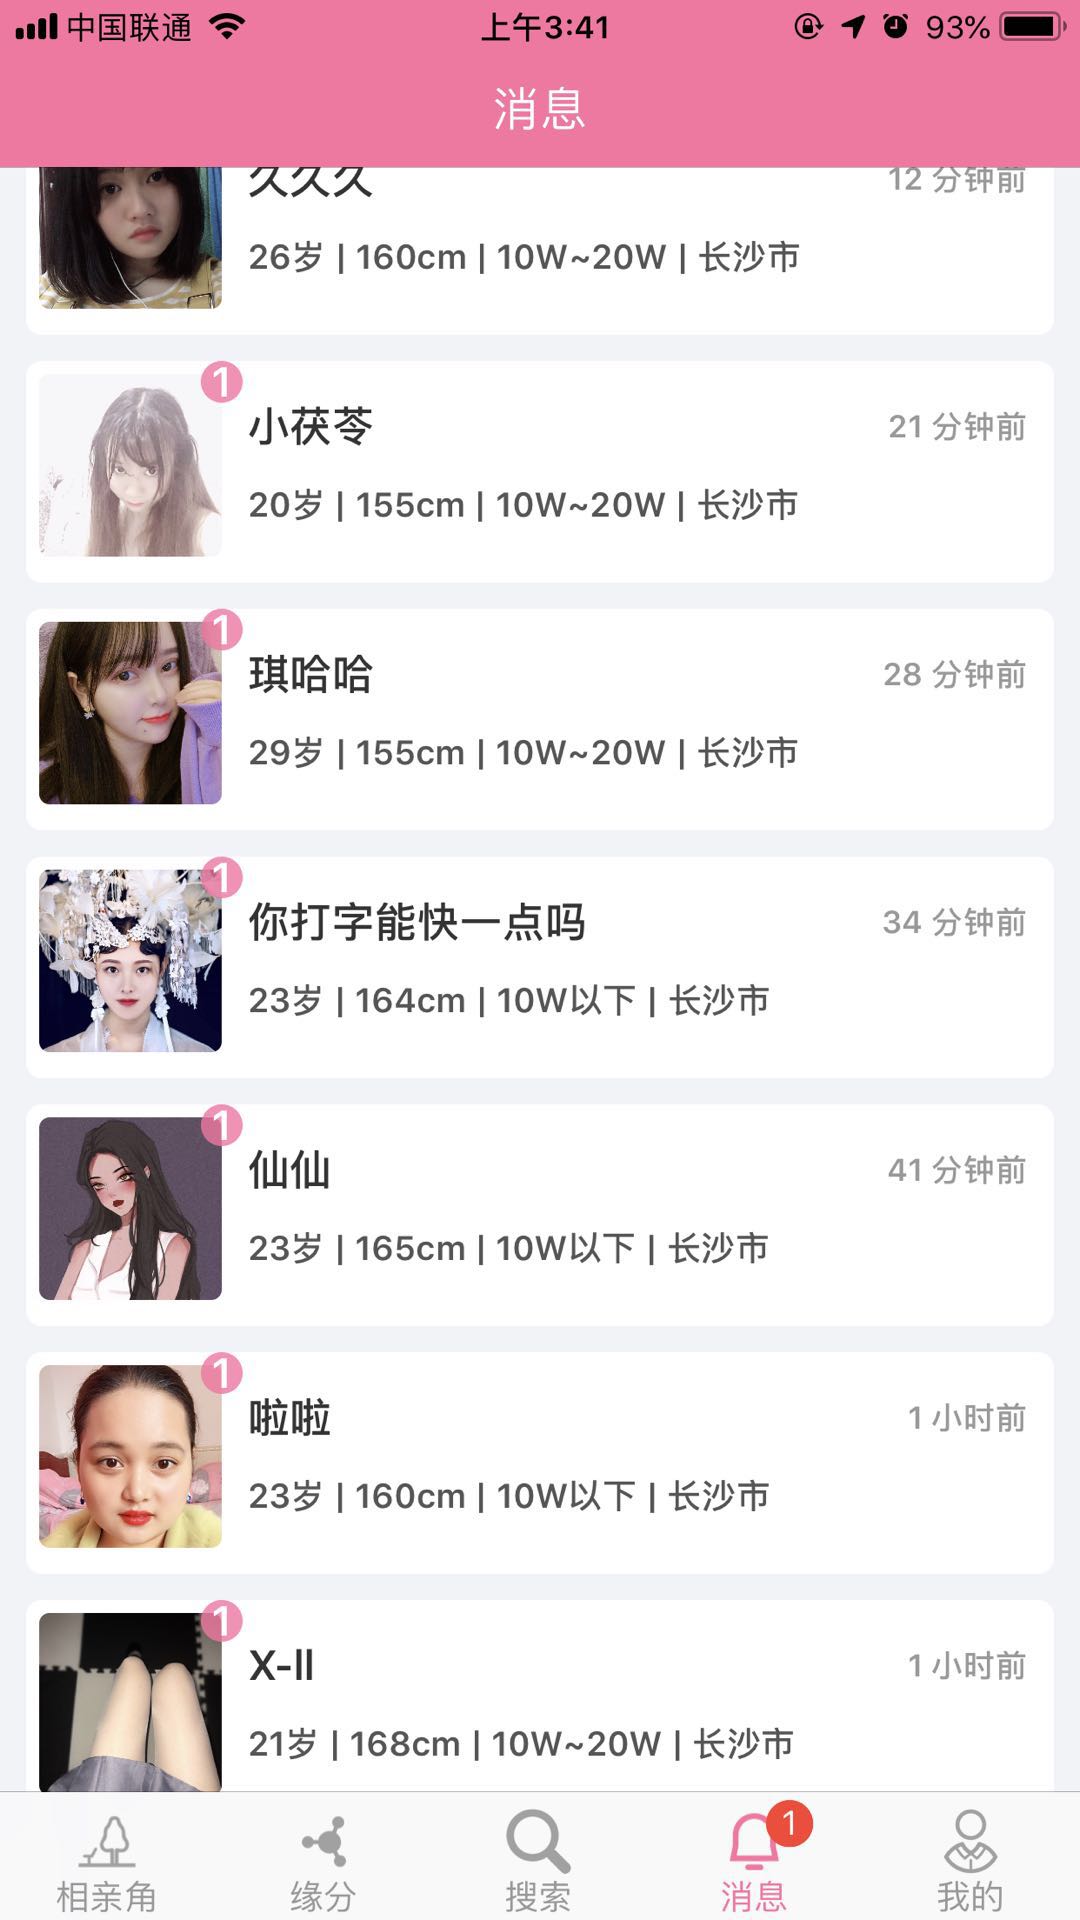 中国联通 上午3:41 93%
消息
久久久 12 分钟前
26岁 | 160cm | 10W~20W | 长沙市
1
小茯苓 21 分钟前
20岁 | 155cm | 10W~20W | 长沙市
1
琪哈哈 28 分钟前
29岁 | 155cm | 10W~20W | 长沙市
1
你打字能快一点吗 34 分钟前
23岁 | 164cm | 10W以下 | 长沙市
1
仙仙 41 分钟前
23岁 | 165cm | 10W以下 | 长沙市
1
啦啦 1 小时前
23岁 | 160cm | 10W以下 | 长沙市
1
X-II 1 小时前
21岁 | 168cm | 10W~20W | 长沙市
1
相亲角 缘分 搜索 消息 我的